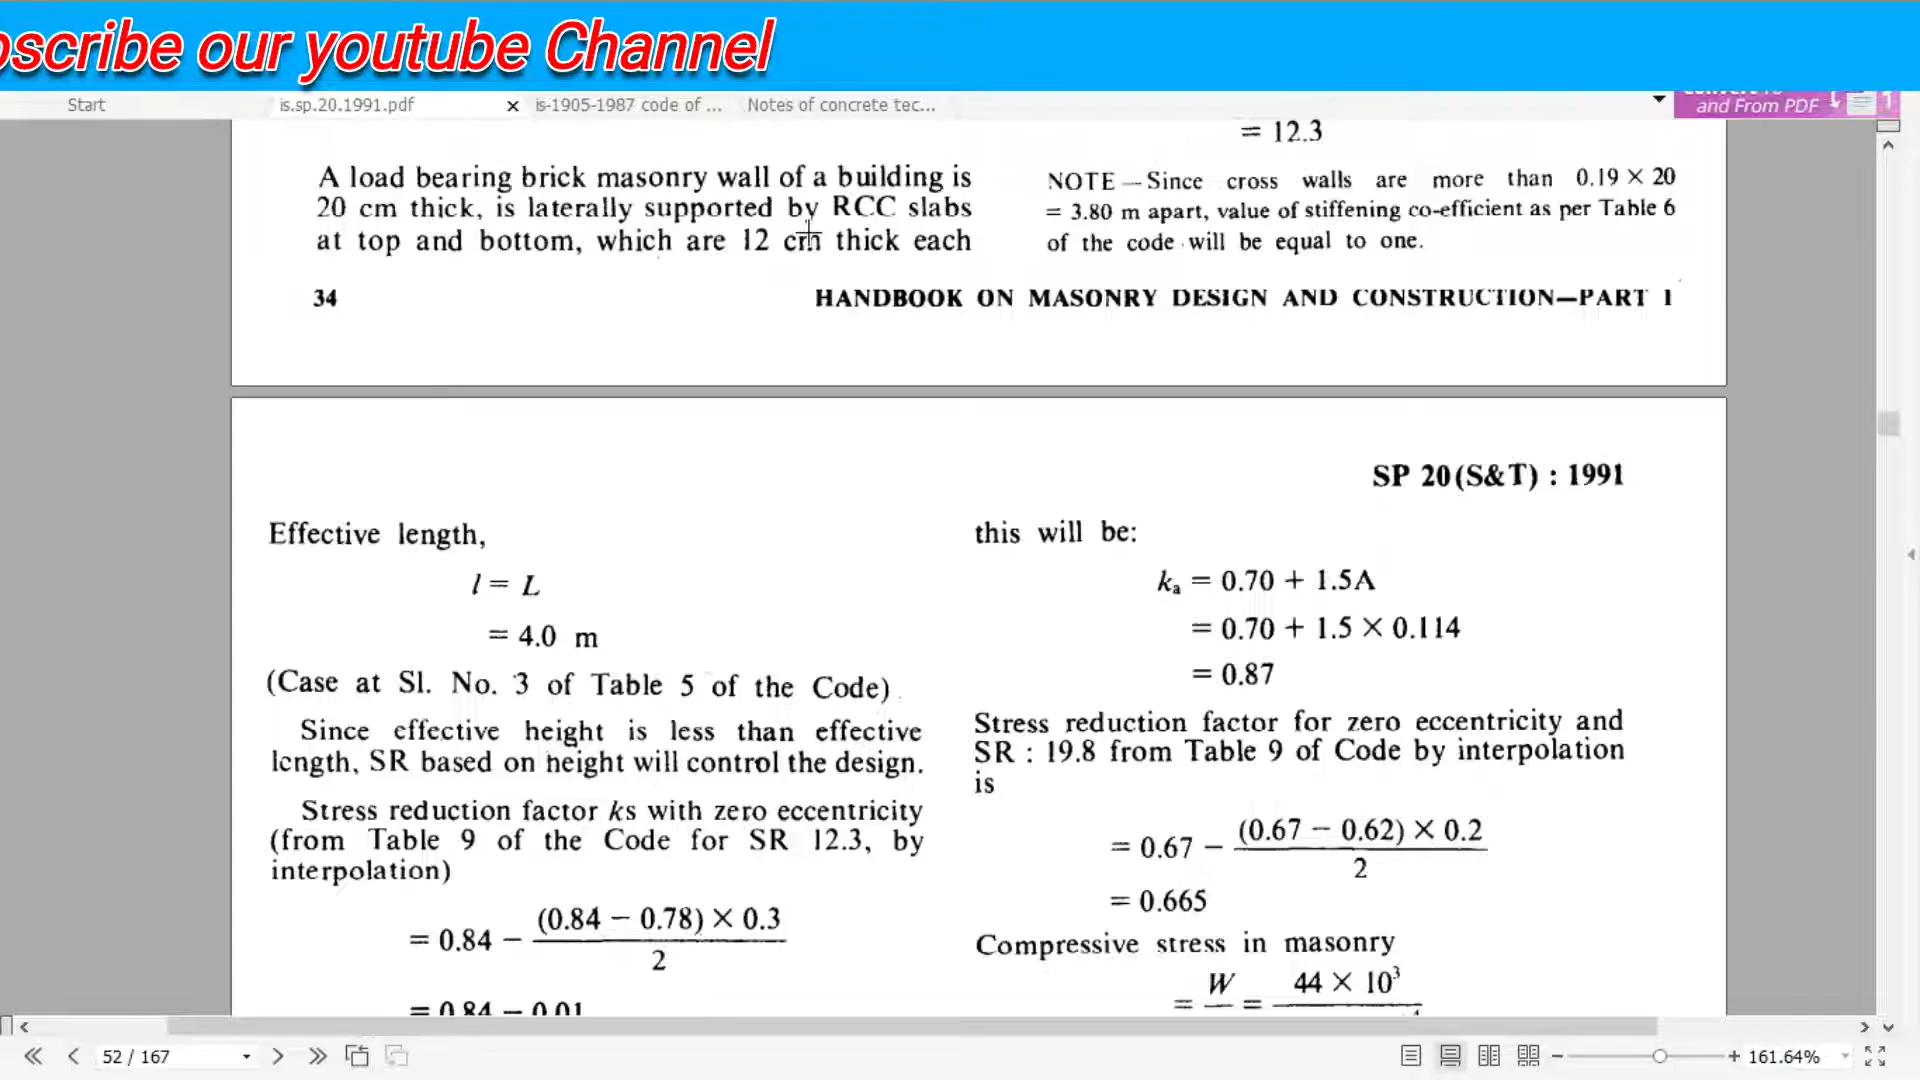 bscribe our youtube Channel
Start
is.sp.20.1991.pdf
is-1905-1987 code of ...
Notes of concrete tec...
and From PDF
= 12.3
A load bearing brick masonry wall of a building is
20 cm thick, is laterally supported by RCC slabs
at top and bottom, which are 12 cm thick each
NOTE — Since cross walls are more than 0.19 × 20
= 3.80 m apart, value of stiffening co-efficient as per Table 6
of the code will be equal to one.
34
HANDBOOK ON MASONRY DESIGN AND CONSTRUCTION—PART 1
SP 20(S&T) : 1991
Effective length,
l = L
= 4.0 m
(Case at Sl. No. 3 of Table 5 of the Code)
Since effective height is less than effective
length, SR based on height will control the design.
Stress reduction factor ks with zero eccentricity
(from Table 9 of the Code for SR 12.3, by
interpolation)
= 0.84 − (0.84 − 0.78) × 0.3
2
= 0.84 − 0.01
this will be:
ka = 0.70 + 1.5A
= 0.70 + 1.5 × 0.114
= 0.87
Stress reduction factor for zero eccentricity and
SR : 19.8 from Table 9 of Code by interpolation
is
= 0.67 − (0.67 − 0.62) × 0.2
2
= 0.665
Compressive stress in masonry
= W = 44 × 10³
52 / 167
161.64%